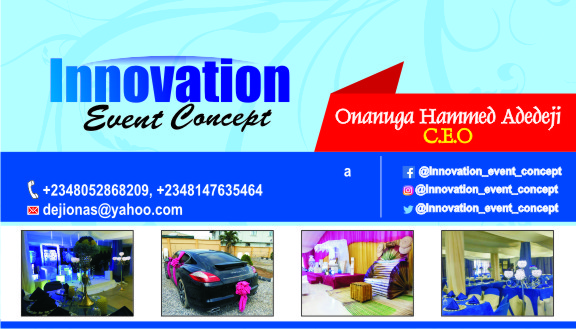 Innovation
Event Concept
Onanuga Hammed Adedeji
C.E.O
a
+2348052868209, +2348147635464
dejionas@yahoo.com
@Innovation_event_concept
@Innovation_event_concept
@Innovation_event_concept